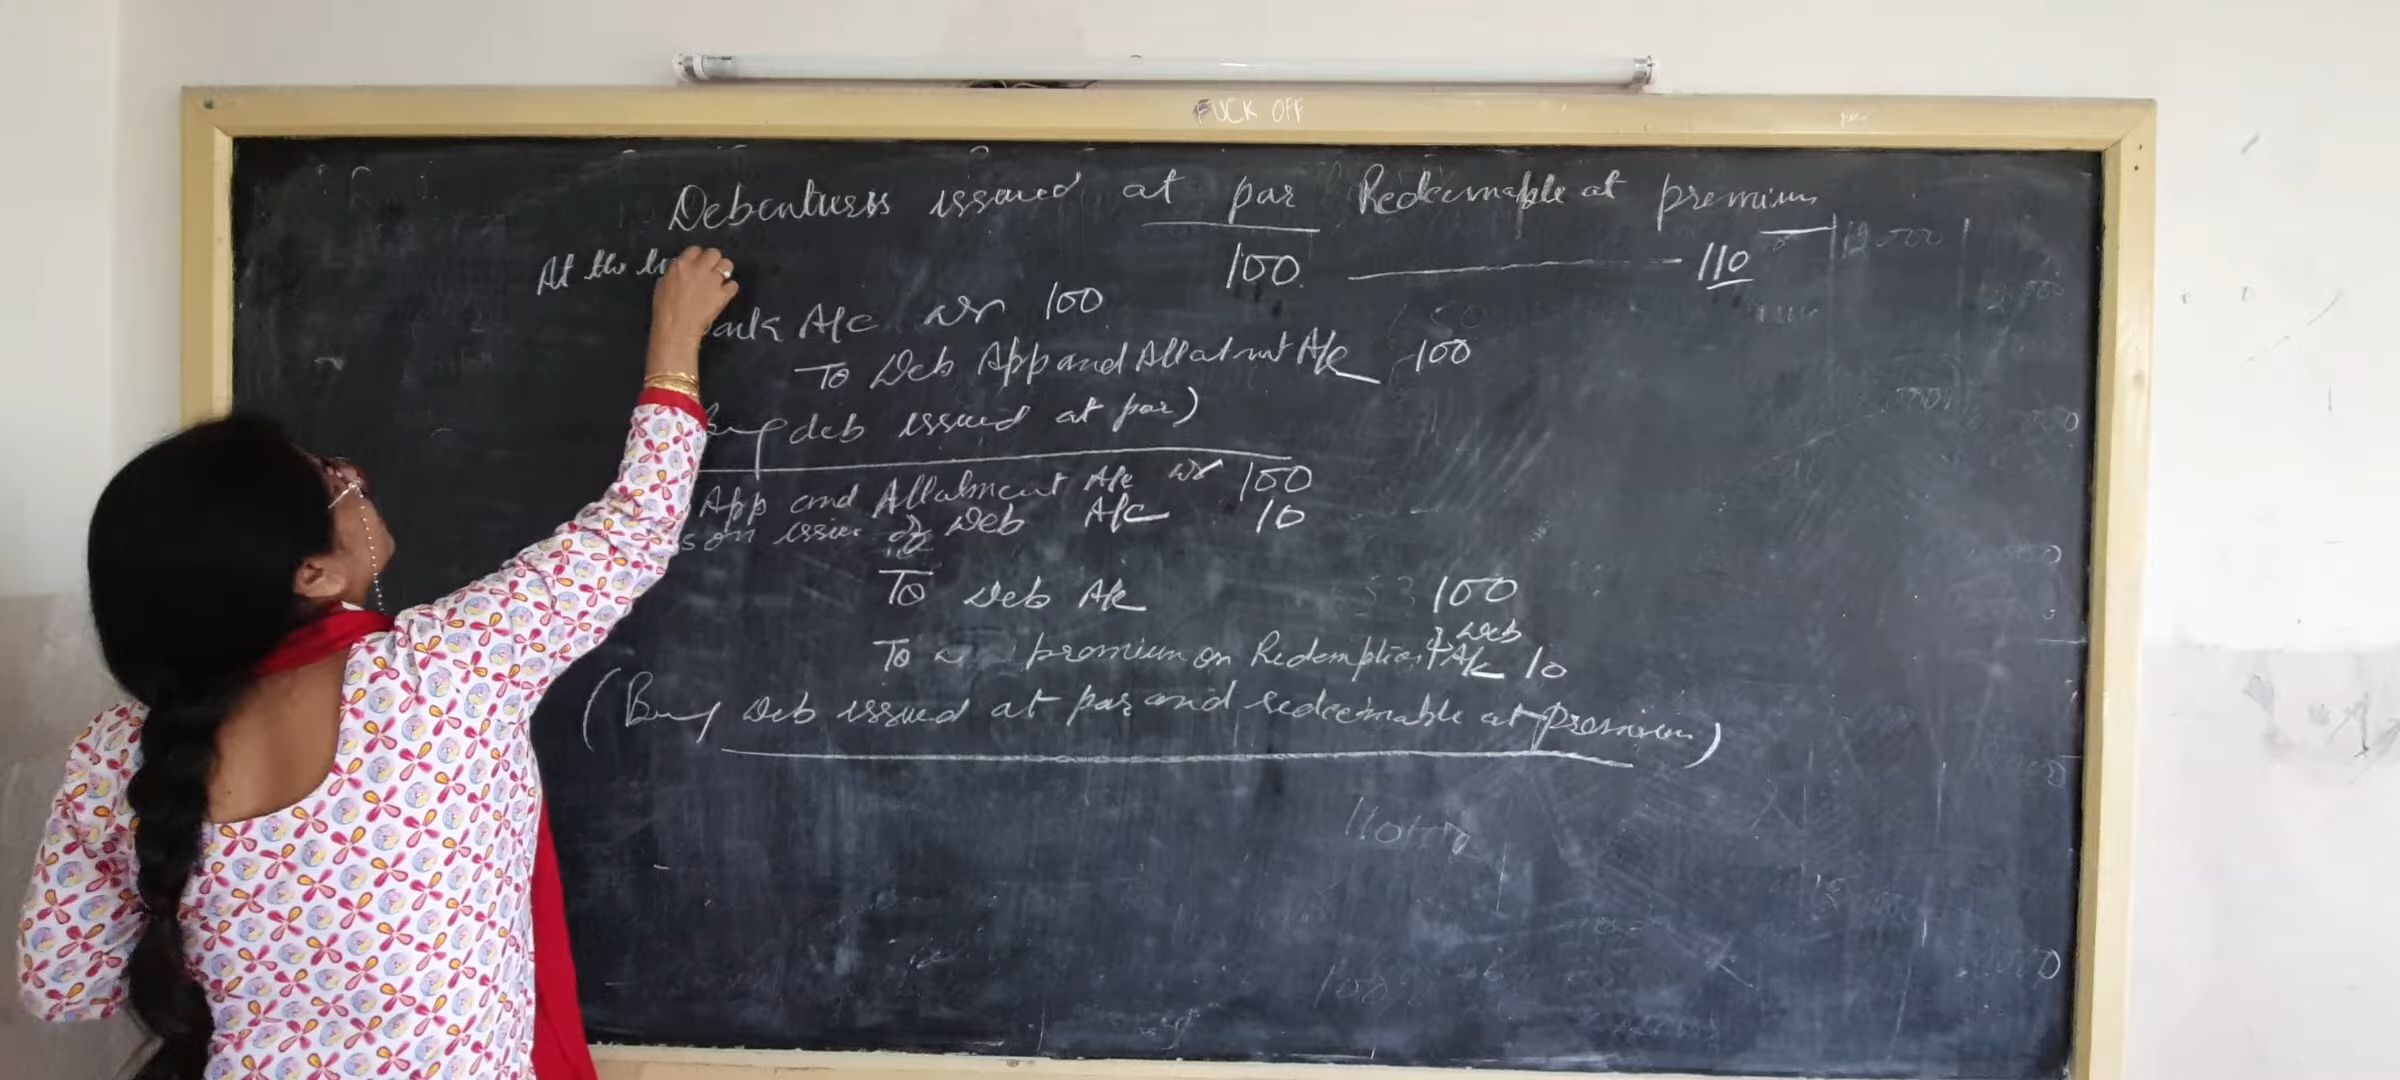 FUCK OFF
Debentures issued at par Redeemable at premium
At the
100 110
Bank A/c Dr 100
To Deb App and Allotment A/c 100
Being deb issued at par)
App and Allotment A/c Dr 100
s on issue of Deb A/c 10
To Deb A/c 100
To premium on Redemption of Deb A/c 10
(Being Deb issued at par and redeemable at premium)